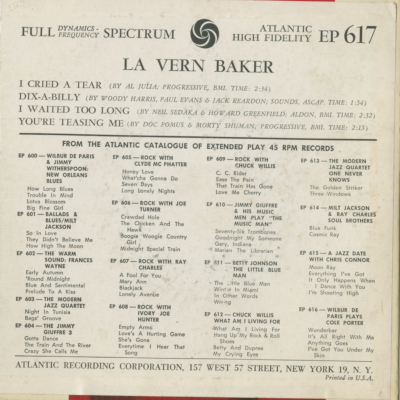 FULL DYNAMICS-FREQUENCY SPECTRUM ATLANTIC HIGH FIDELITY EP 617
LA VERN BAKER
I CRIED A TEAR (BY AL JULIA; PROGRESSIVE, BMI. TIME: 2:34)
DIX-A-BILLY (BY WOODY HARRIS, PAUL EVANS & JACK REARDON; SOUNDS, ASCAP. TIME: 1:54)
I WAITED TOO LONG (BY NEIL SEDAKA & HOWARD GREENFIELD; ALDON, BMI. TIME: 2:32)
YOU'RE TEASING ME (BY DOC POMUS & MORTY SHUMAN; PROGRESSIVE, BMI. TIME: 2:13)
FROM THE ATLANTIC CATALOGUE OF EXTENDED PLAY 45 RPM RECORDS
EP 600—WILBUR DE PARIS
& JIMMY
WITHERSPOON:
NEW ORLEANS
BLUES
How Long Blues
Trouble In Mind
Lotus Blossom
Big Fine Girl
EP 601—BALLADS &
BLUES/MILT
JACKSON
So In Love
They Didn't Believe Me
How High The Moon
EP 602—THE WARM
SOUND: FRANCES
WAYNE
Early Autumn
'Round Midnight
Blue And Sentimental
Prelude To A Kiss
EP 603—THE MODERN
JAZZ QUARTET
Night In Tunisia
Bags' Groove
EP 604—THE JIMMY
GIUFFRE 3
Gotta Dance
The Train And The River
Crazy She Calls Me
EP 605—ROCK WITH
CLYDE MC PHATTER
Honey Love
What'cha Gonna Do
Seven Days
Long Lonely Nights
EP 606—ROCK WITH JOE
TURNER
Corrina Corrina
The Chicken And The
Hawk
Boogie Woogie Country
Girl
Midnight Special Train
EP 607—ROCK WITH RAY
CHARLES
A Fool For You
Mary Ann
Blackjack
Lonely Avenue
EP 608—ROCK WITH
IVORY JOE
HUNTER
Empty Arms
Love's A Hurting Game
She's Gone
Everytime I Hear That
Song
EP 609—ROCK WITH
CHUCK WILLIS
C. C. Rider
Ease The Pain
That Train Has Gone
Love Me Cherry
EP 610—JIMMY GIUFFRE
& HIS MUSIC
MEN PLAY "THE
MUSIC MAN"
Seventy-Six Trombones
Goodnight My Someone
Gary, Indiana
Marian The Librarian
EP 611—BETTY JOHNSON
THE LITTLE BLUE
MAN
The Little Blue Man
Winter In Miami
In Other Words
EP 612—CHUCK WILLIS
WHAT AM I LIVING FOR
What Am I Living For
Hang Up My Rock & Roll
Shoes
Betty And Dupree
My Crying Eyes
EP 613—THE MODERN
JAZZ QUARTET
ONE NEVER
KNOWS
The Golden Striker
Three Windows
EP 614—MILT JACKSON
& RAY CHARLES
SOUL BROTHERS
Blue Funk
Cosmic Ray
EP 615—A JAZZ DATE
WITH CHRIS CONNOR
Moon Ray
Everything I've Got
It Only Happens When
I Dance With You
I'm Shooting High
EP 616—WILBUR DE
PARIS PLAYS
COLE PORTER
Wunderbar
It's All Right With Me
Anything Goes
I've Got You Under My
Skin
ATLANTIC RECORDING CORPORATION, 157 WEST 57 STREET, NEW YORK 19, N. Y.
Printed in U.S.A.